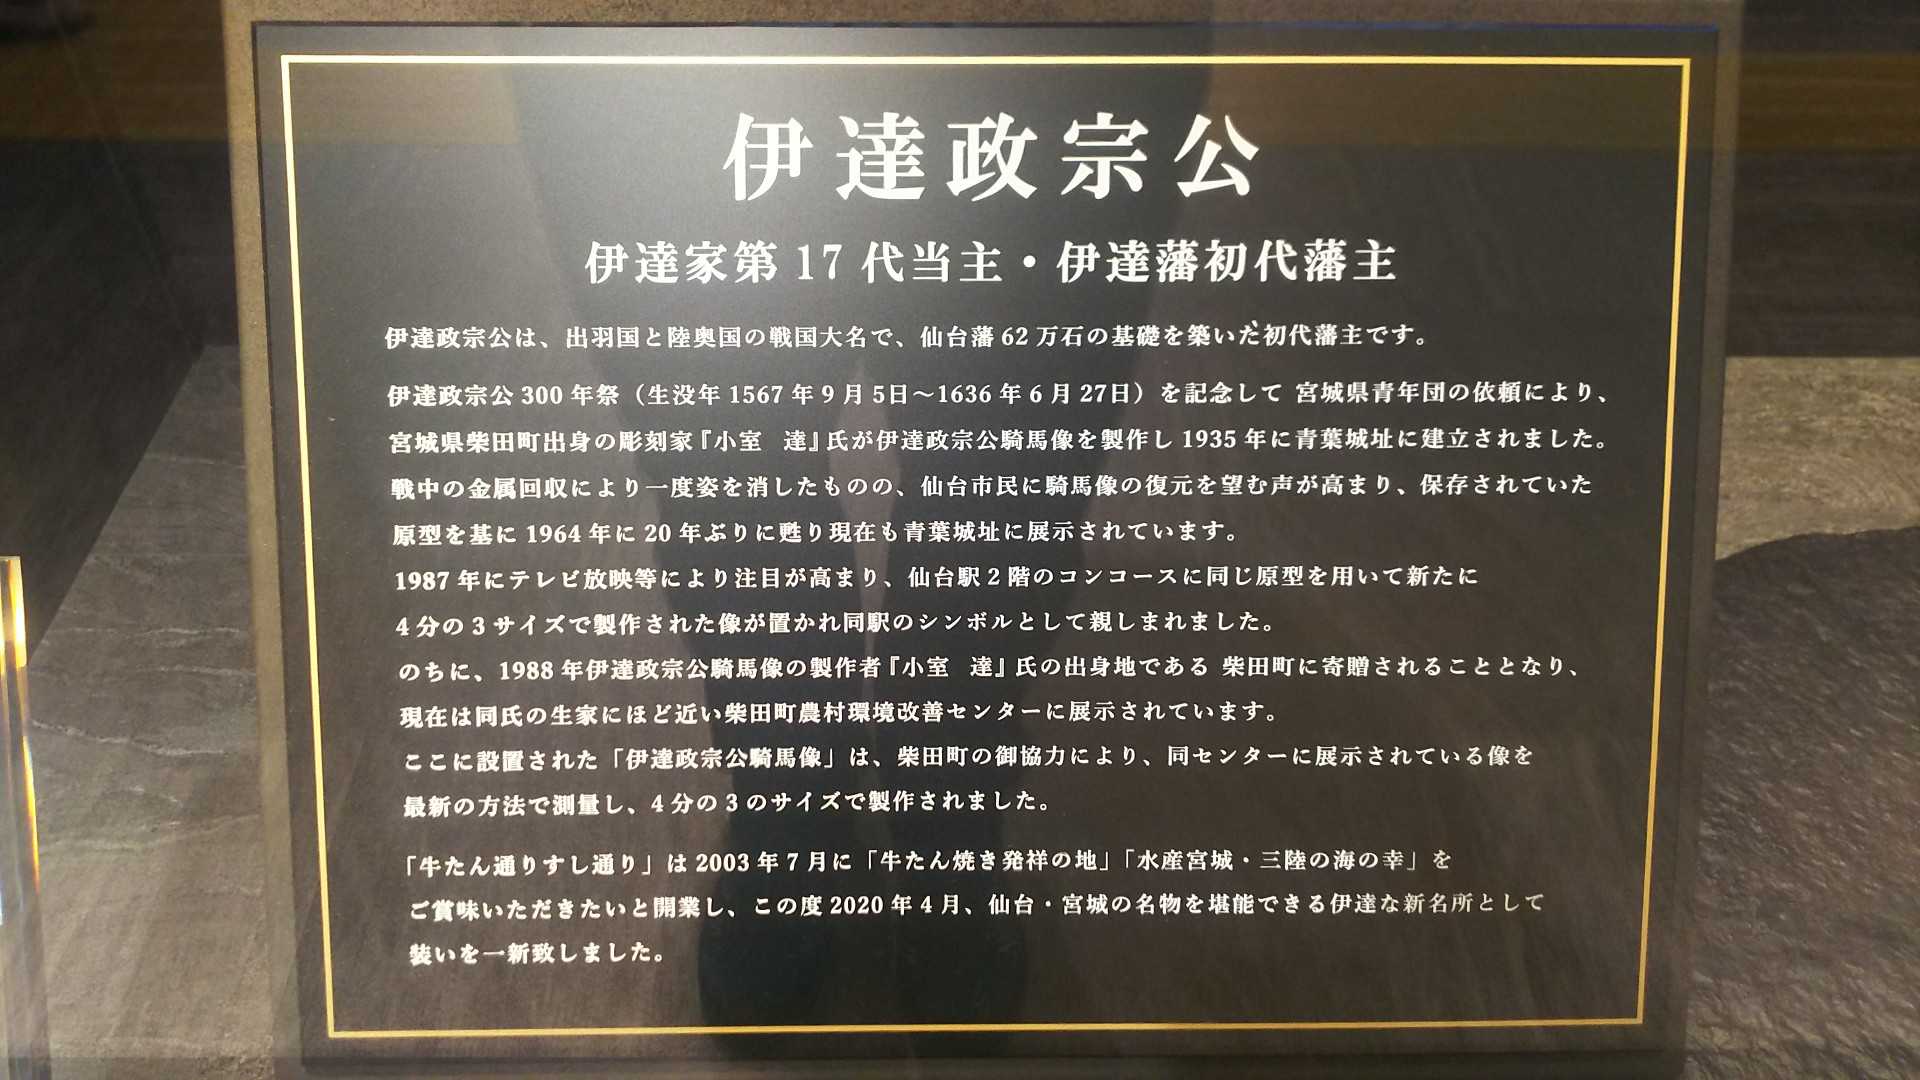 伊達政宗公
伊達家第17代当主・伊達藩初代藩主
伊達政宗公は、出羽国と陸奥国の戦国大名で、仙台藩62万石の基礎を築いた初代藩主です。
伊達政宗公300年祭（生没年1567年9月5日～1636年6月27日）を記念して 宮城県青年団の依頼により、
宮城県柴田町出身の彫刻家『小室　達』氏が伊達政宗公騎馬像を製作し1935年に青葉城址に建立されました。
戦中の金属回収により一度姿を消したものの、仙台市民に騎馬像の復元を望む声が高まり、保存されていた
原型を基に1964年に20年ぶりに甦り現在も青葉城址に展示されています。
1987年にテレビ放映等により注目が高まり、仙台駅2階のコンコースに同じ原型を用いて新たに
4分の3サイズで製作された像が置かれ同駅のシンボルとして親しまれました。
のちに、1988年伊達政宗公騎馬像の製作者『小室　達』氏の出身地である 柴田町に寄贈されることとなり、
現在は同氏の生家にほど近い柴田町農村環境改善センターに展示されています。
ここに設置された「伊達政宗公騎馬像」は、柴田町の御協力により、同センターに展示されている像を
最新の方法で測量し、4分の3のサイズで製作されました。
「牛たん通りすし通り」は2003年7月に「牛たん焼き発祥の地」「水産宮城・三陸の海の幸」を
ご賞味いただきたいと開業し、この度2020年4月、仙台・宮城の名物を堪能できる伊達な新名所として
装いを一新致しました。